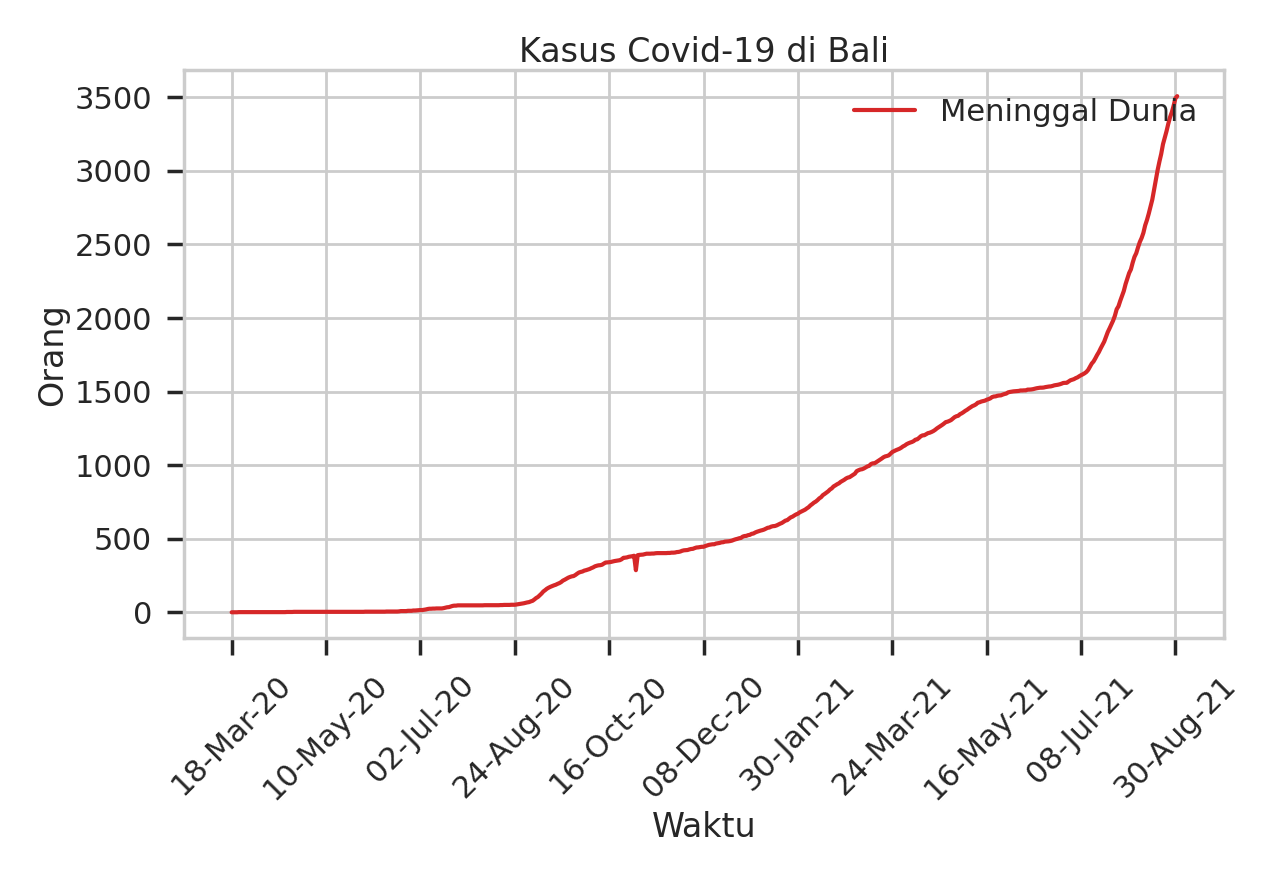 Kasus Covid-19 di Bali
Meninggal Dunia
Orang
3500
3000
2500
2000
1500
1000
500
0
18-Mar-20
10-May-20
02-Jul-20
24-Aug-20
16-Oct-20
08-Dec-20
30-Jan-21
24-Mar-21
16-May-21
08-Jul-21
30-Aug-21
Waktu